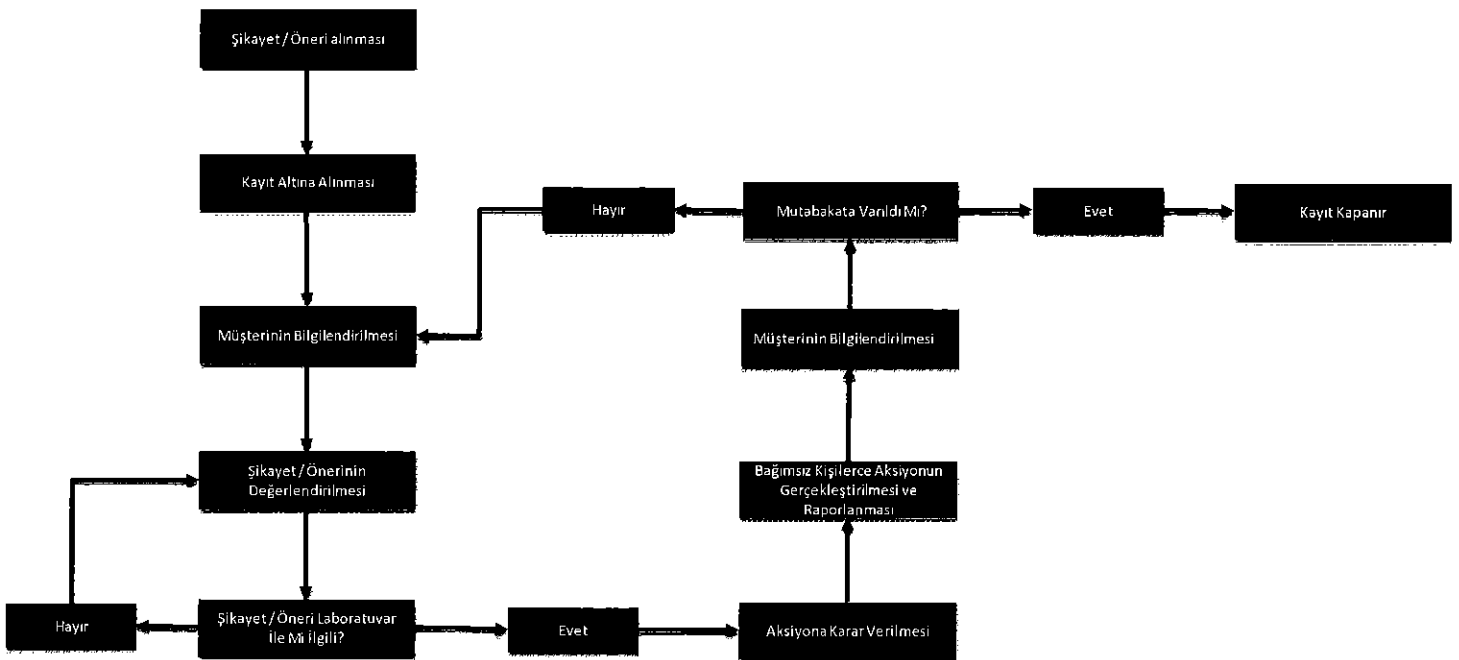 Şikayet / Öneri alınması
Kayıt Altına Alınması
Müşterinin Bilgilendirilmesi
Şikayet / Önerinin
Değerlendirilmesi
Şikayet / Öneri Laboratuvar
İle Mi İlgili?
Hayır
Evet
Aksiyona Karar Verilmesi
Bağımsız Kişilerce Aksiyonun
Gerçekleştirilmesi ve
Raporlanması
Müşterinin Bilgilendirilmesi
Mutabakata Varıldı Mı?
Hayır
Evet
Kayıt Kapanır